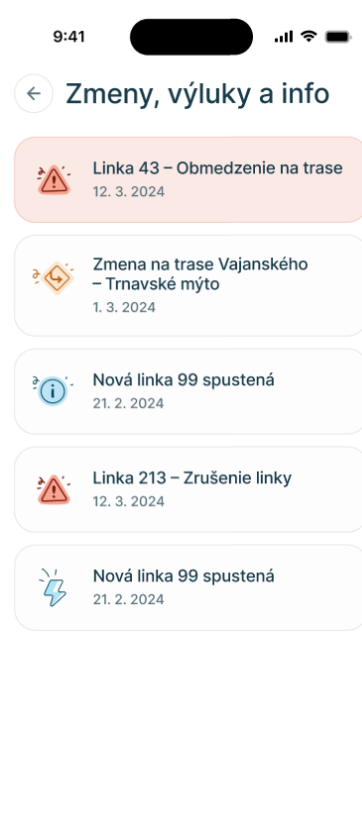 9:41
Zmeny, výluky a info
Linka 43 – Obmedzenie na trase
12. 3. 2024
Zmena na trase Vajanského
– Trnavské mýto
1. 3. 2024
Nová linka 99 spustená
21. 2. 2024
Linka 213 – Zrušenie linky
12. 3. 2024
Nová linka 99 spustená
21. 2. 2024